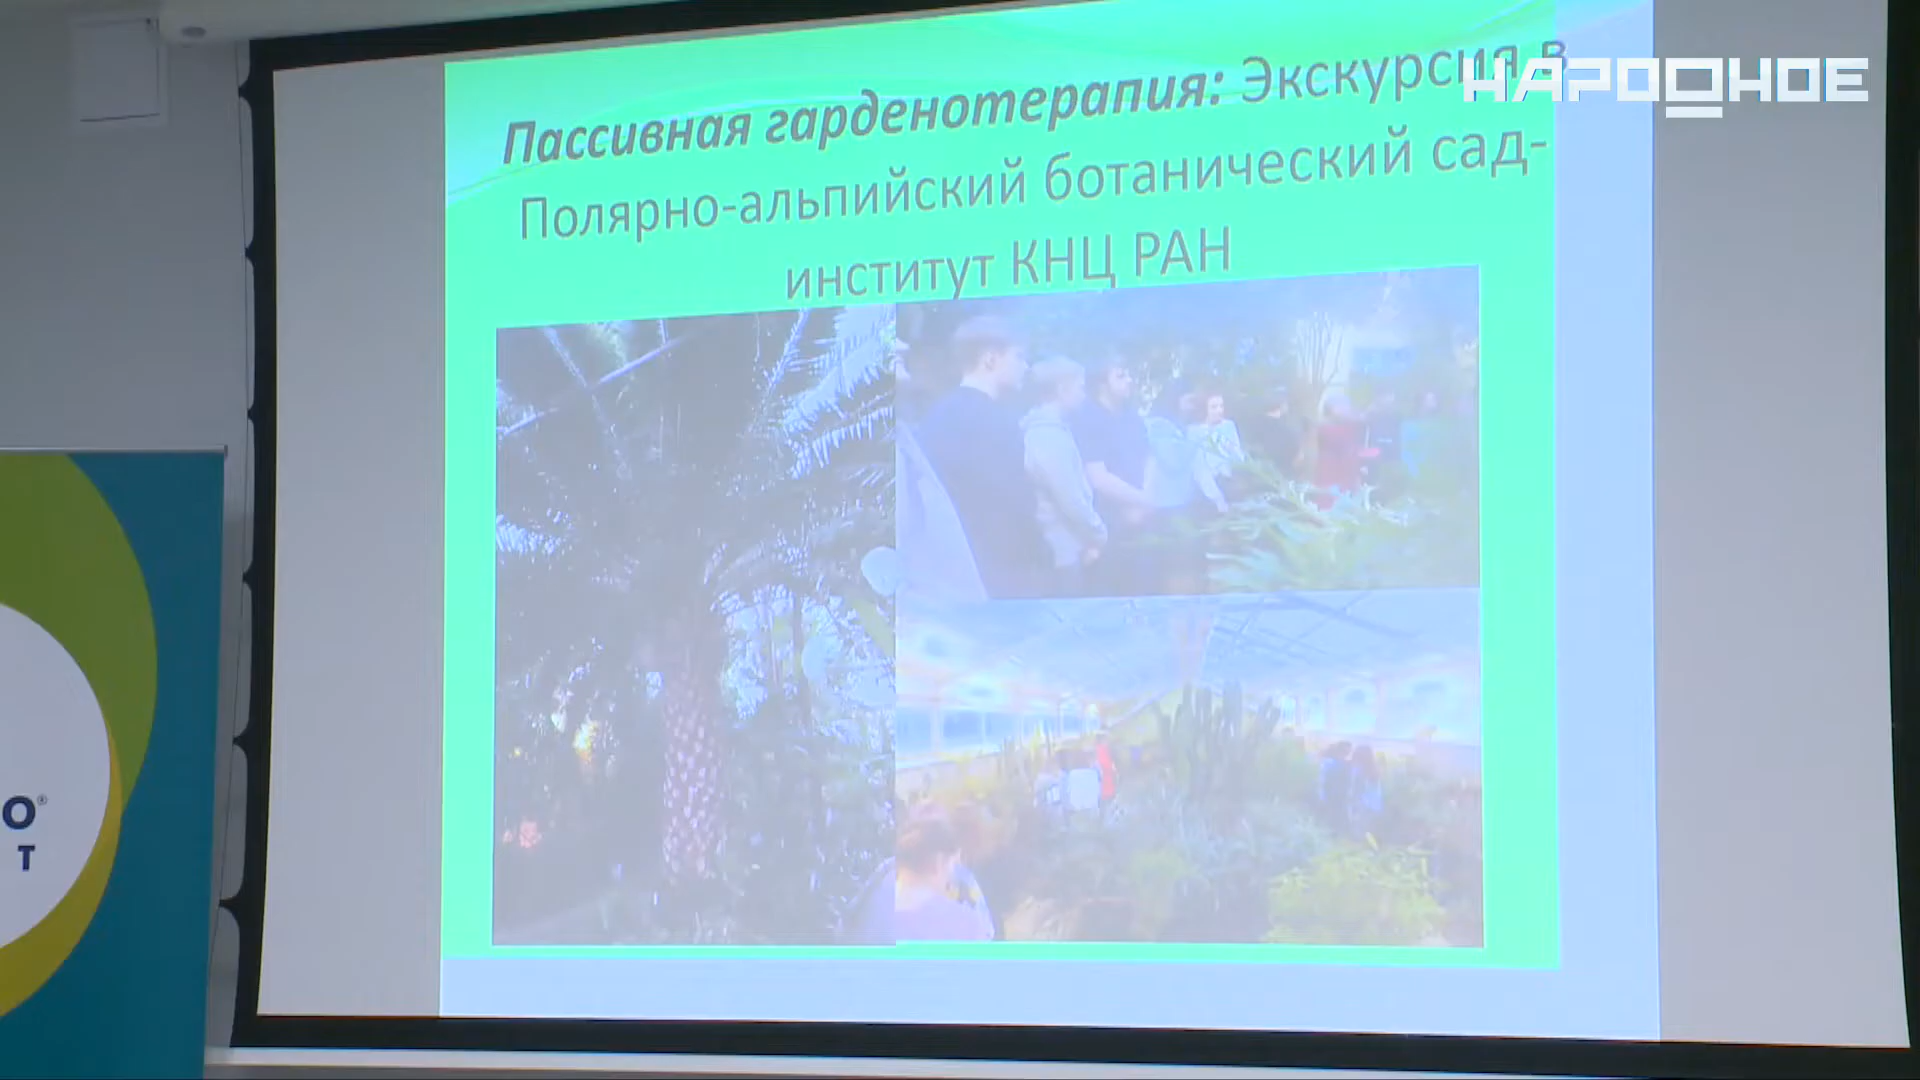 НАРОДНОЕ
Пассивная гарденотерапия: Экскурсия в
Полярно-альпийский ботанический сад-
институт КНЦ РАН
О®
Т